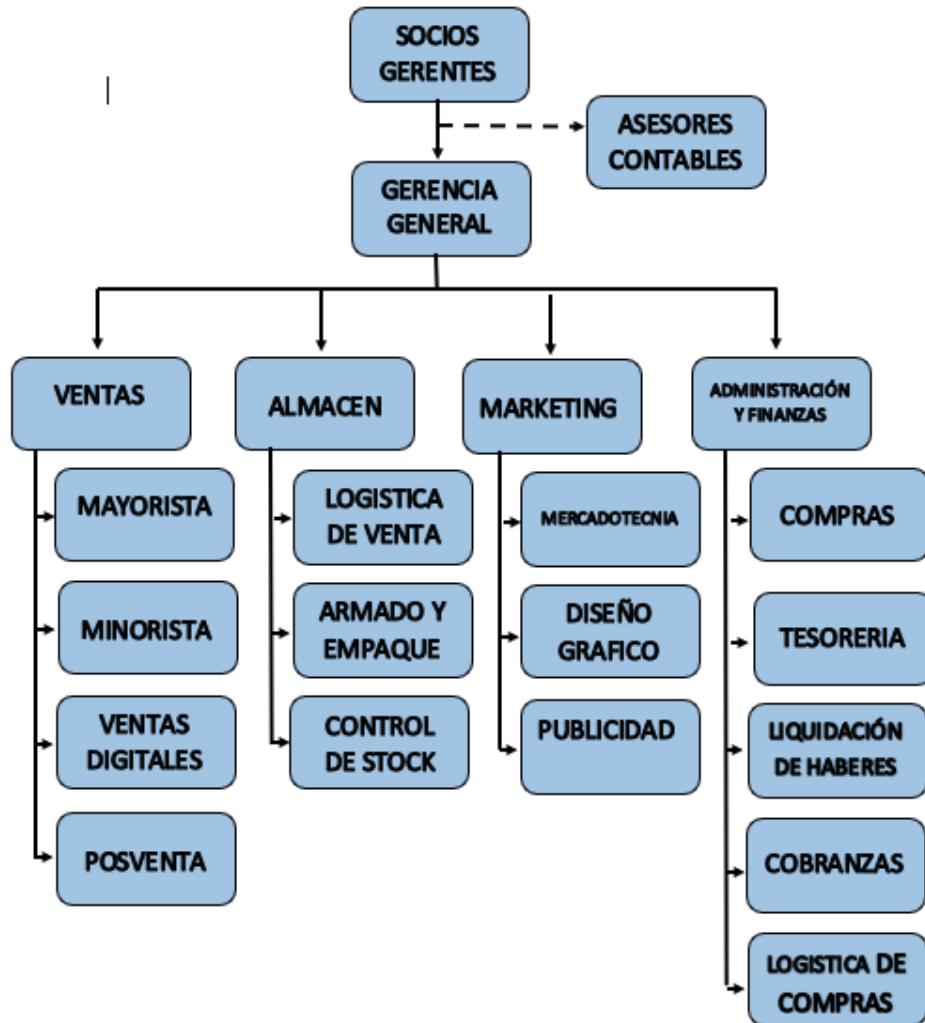 SOCIOS
GERENTES
ASESORES
CONTABLES
GERENCIA
GENERAL
VENTAS
MAYORISTA
MINORISTA
VENTAS
DIGITALES
POSVENTA
ALMACEN
LOGISTICA
DE VENTA
ARMADO Y
EMPAQUE
CONTROL
DE STOCK
MARKETING
MERCADOTECNIA
DISEÑO
GRAFICO
PUBLICIDAD
ADMINISTRACIÓN
Y FINANZAS
COMPRAS
TESORERIA
LIQUIDACIÓN
DE HABERES
COBRANZAS
LOGISTICA DE
COMPRAS